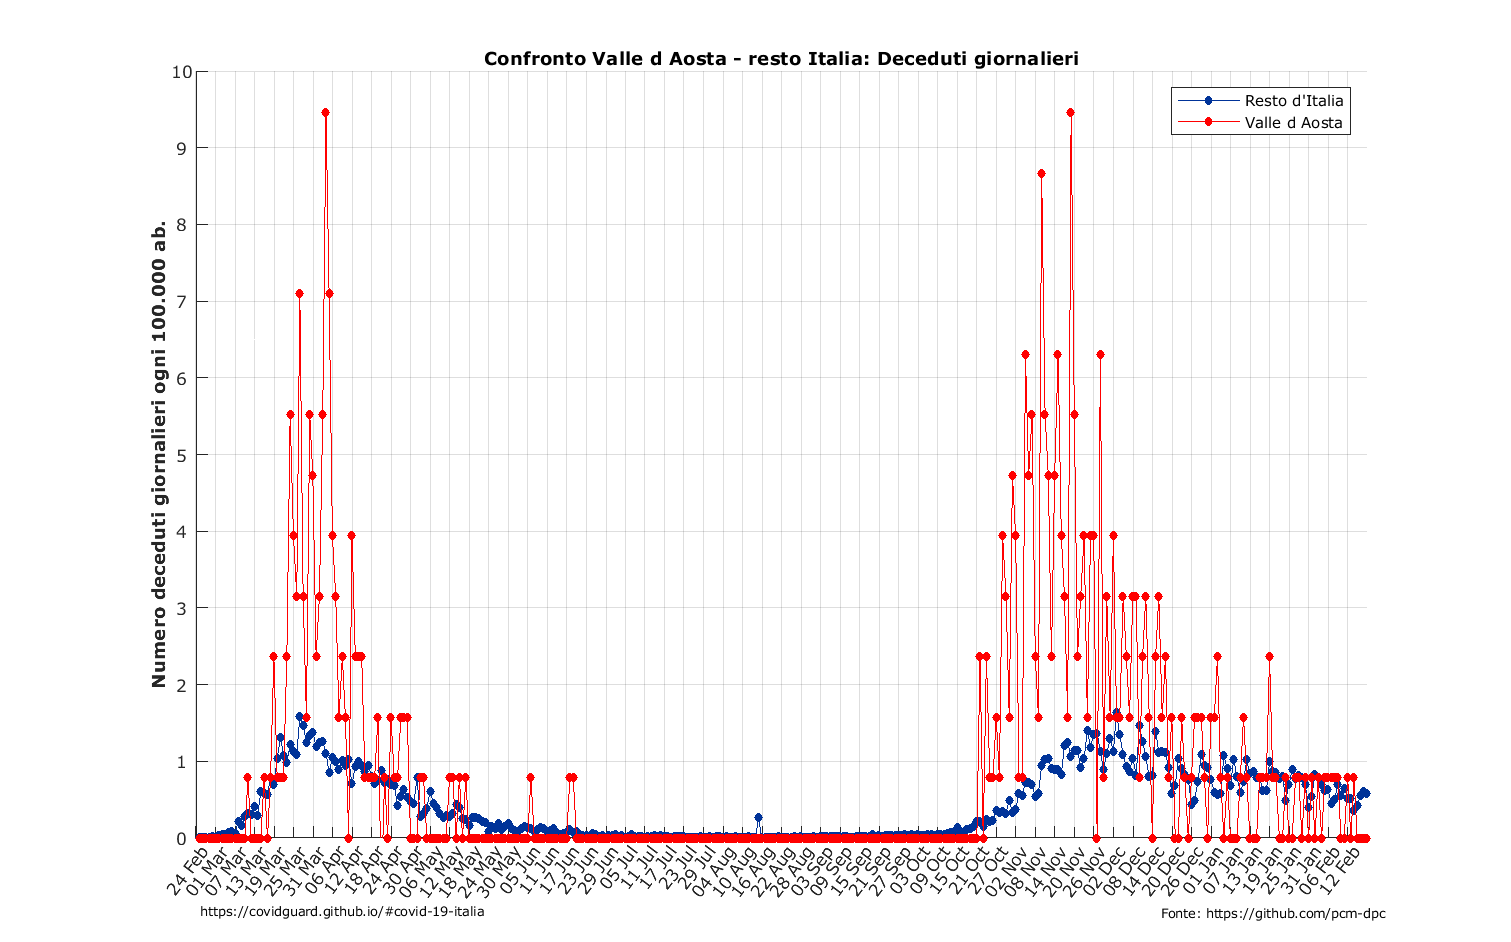 Confronto Valle d Aosta - resto Italia: Deceduti giornalieri
Resto d'Italia
Valle d Aosta
Numero deceduti giornalieri ogni 100.000 ab.
10
9
8
7
6
5
4
3
2
1
0
24 Feb 01 Mar 07 Mar 13 Mar 19 Mar 25 Mar 31 Mar 06 Apr 12 Apr 18 Apr 24 Apr 30 Apr 06 May 12 May 18 May 24 May 30 May 05 Jun 11 Jun 17 Jun 23 Jun 29 Jun 05 Jul 11 Jul 17 Jul 23 Jul 29 Jul 04 Aug 10 Aug 16 Aug 22 Aug 28 Aug 03 Sep 09 Sep 15 Sep 21 Sep 27 Sep 03 Oct 09 Oct 15 Oct 21 Oct 27 Oct 02 Nov 08 Nov 14 Nov 20 Nov 26 Nov 02 Dec 08 Dec 14 Dec 20 Dec 26 Dec 01 Jan 07 Jan 13 Jan 19 Jan 25 Jan 31 Jan 06 Feb 12 Feb
https://covidguard.github.io/#covid-19-italia
Fonte: https://github.com/pcm-dpc